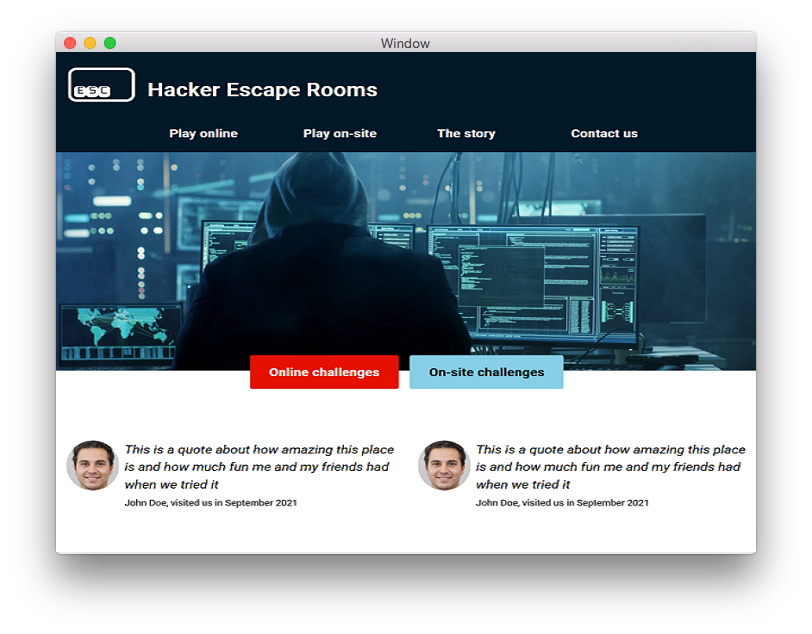 Window
ESC
Hacker Escape Rooms
Play online
Play on-site
The story
Contact us
Online challenges
On-site challenges
This is a quote about how amazing this place
is and how much fun me and my friends had
when we tried it
John Doe, visited us in September 2021
This is a quote about how amazing this place
is and how much fun me and my friends had
when we tried it
John Doe, visited us in September 2021